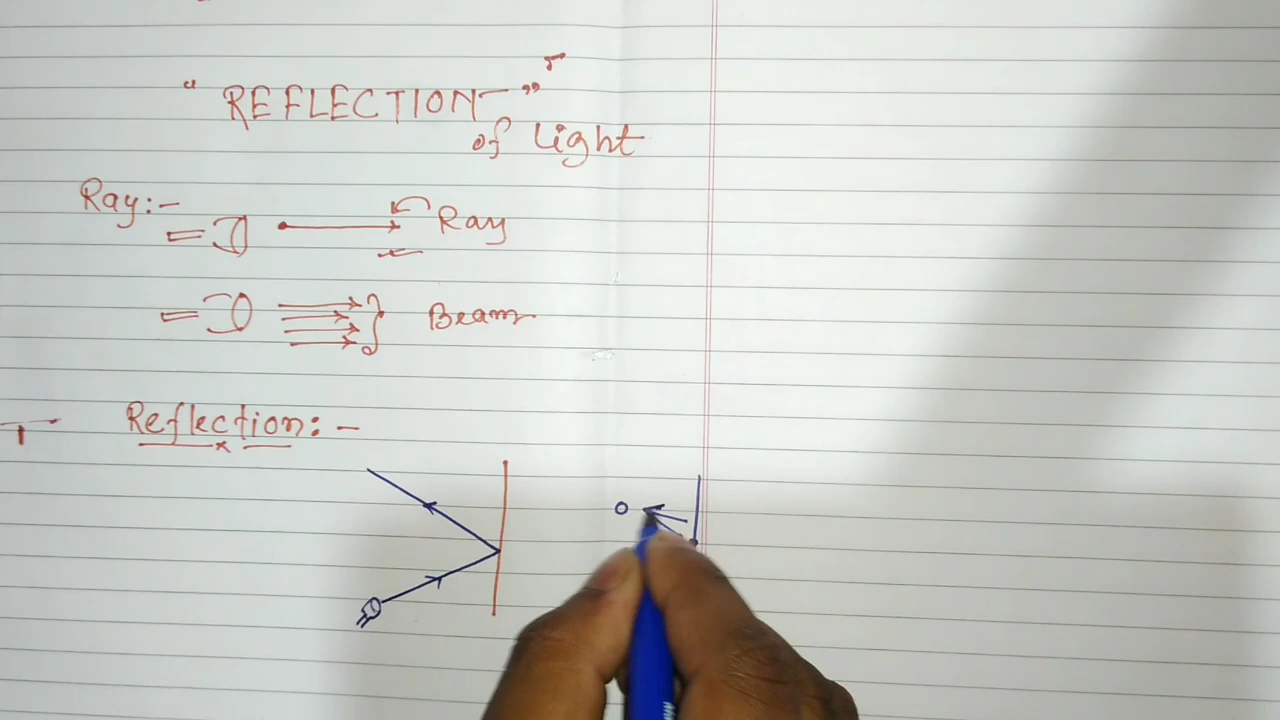 " REFLECTION "
of Light
Ray:-
Ray
Beam
Reflection:-